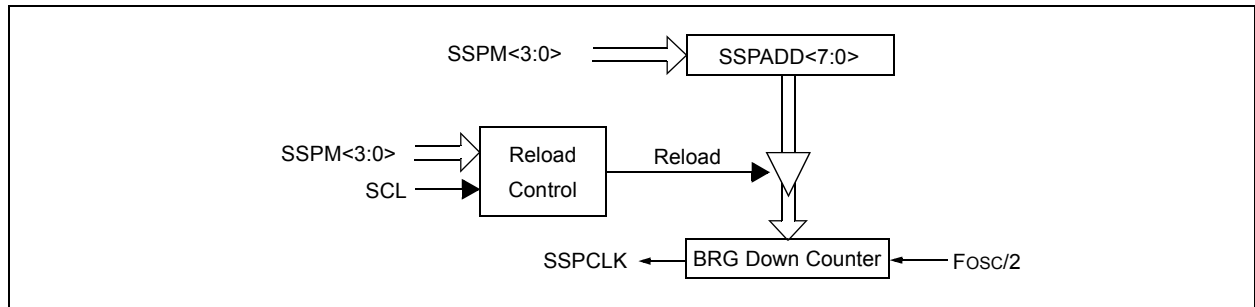 SSPM<3:0>
SSPADD<7:0>
SSPM<3:0>
SCL
Reload
Control
Reload
SSPCLK
BRG Down Counter
FOSC/2